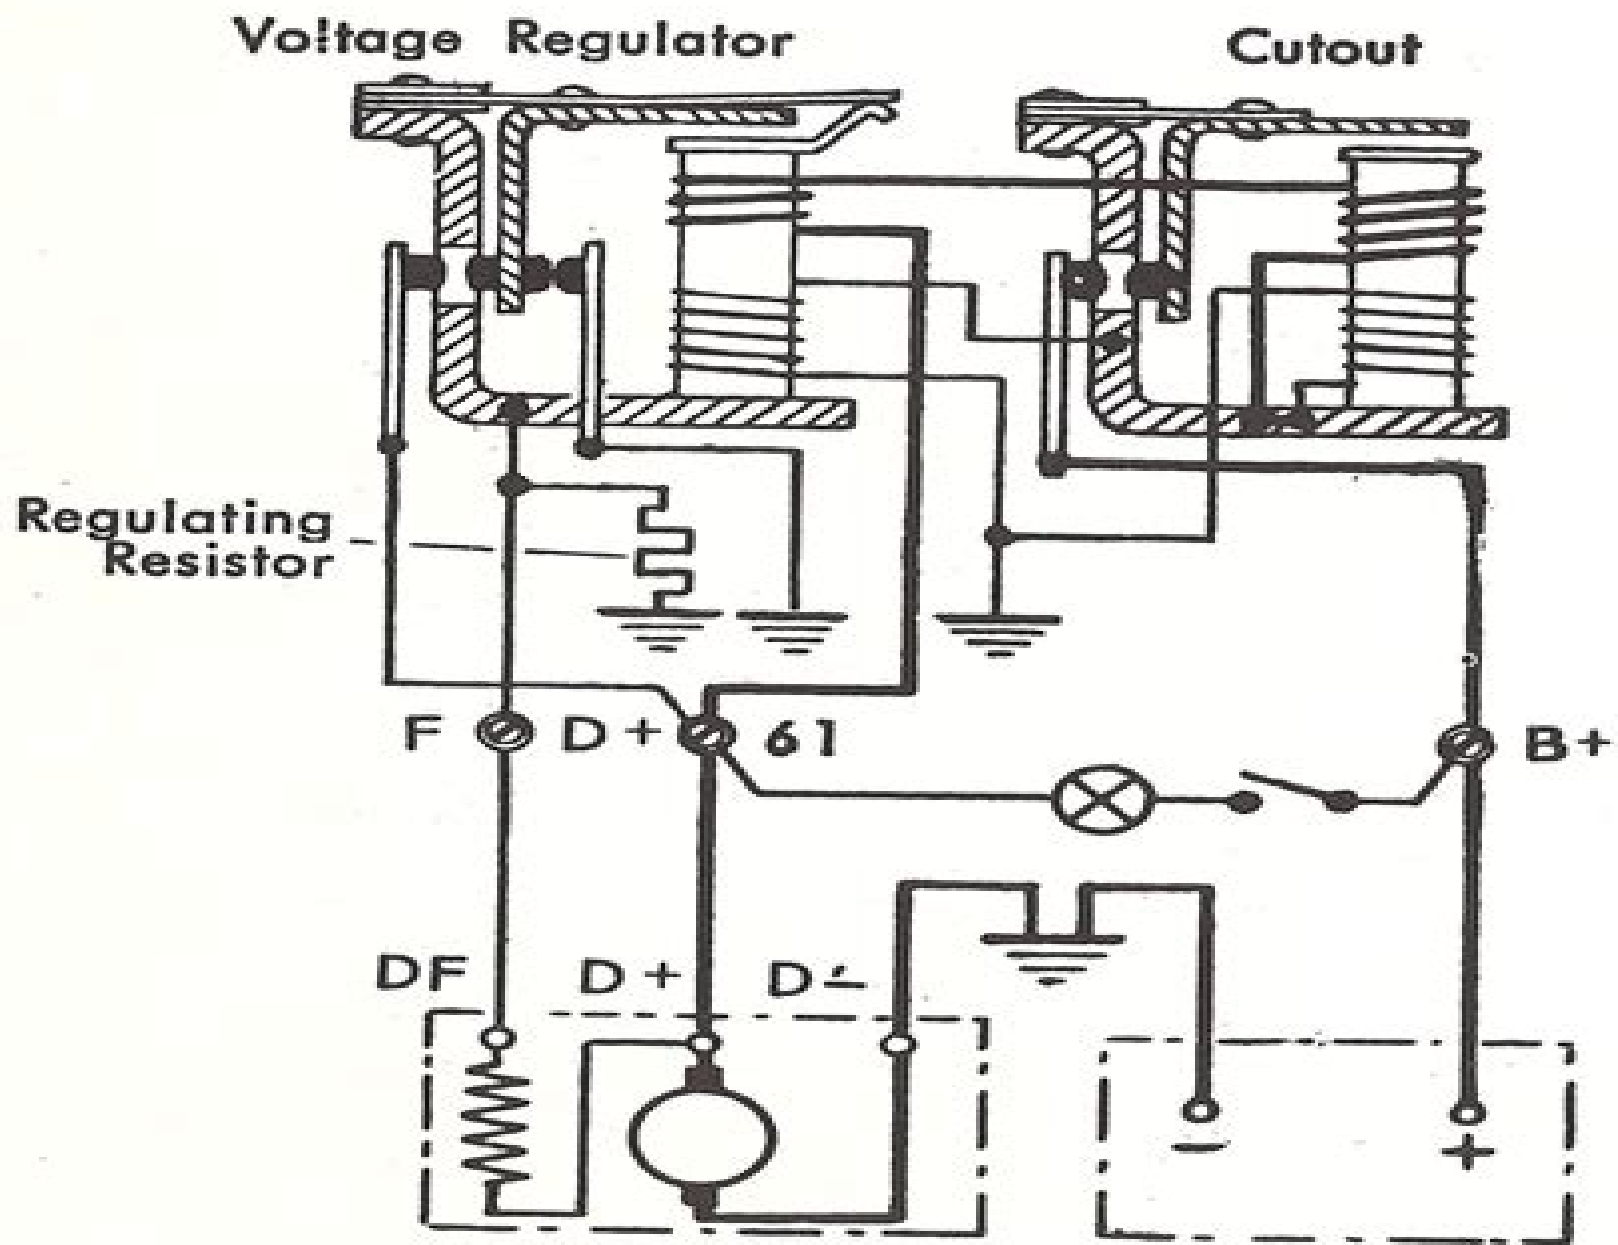 Voltage Regulator
Cutout
Regulating
Resistor
F
D+
61
B+
DF
D+
D-
−
+